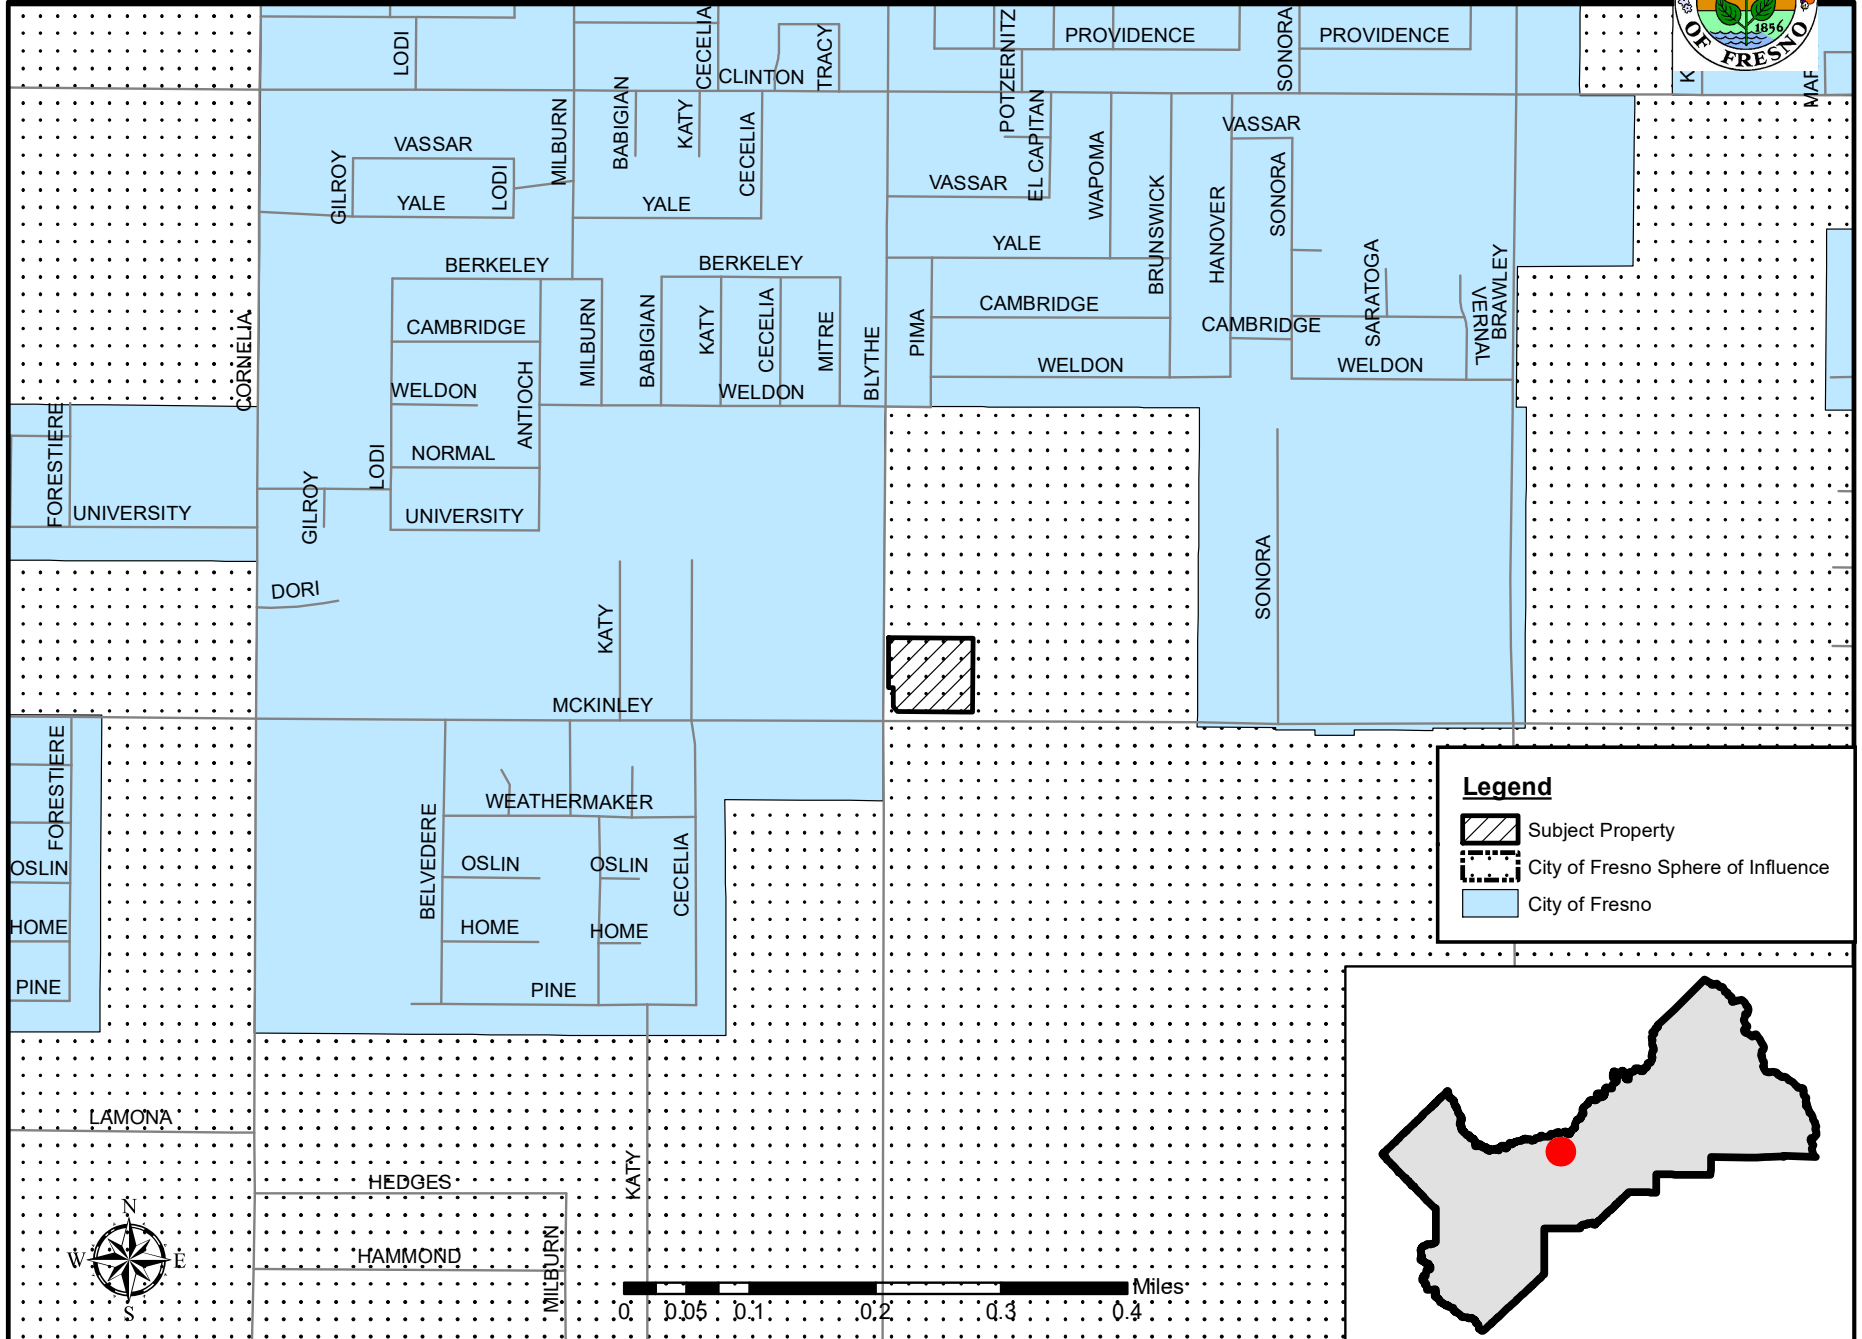 LODI
CECELIA
TRACY
POTZERNITZ
PROVIDENCE
SONORA
PROVIDENCE
1856
OF FRESNO
CLINTON
K
MAR
VASSAR
GILROY
YALE
LODI
MILBURN
BABIGIAN
KATY
CECELIA
YALE
EL CAPITAN
VASSAR
WAPOMA
YALE
BRUNSWICK
HANOVER
VASSAR
SONORA
SARATOGA
BRAWLEY
VERNAL
CORNELIA
BERKELEY
BERKELEY
CAMBRIDGE
MILBURN
BABIGIAN
KATY
CECELIA
MITRE
BLYTHE
PIMA
CAMBRIDGE
CAMBRIDGE
WELDON
ANTIOCH
WELDON
WELDON
WELDON
LODI
NORMAL
FORESTIERE
UNIVERSITY
GILROY
UNIVERSITY
DORI
KATY
SONORA
MCKINLEY
FORESTIERE
WEATHERMAKER
BELVEDERE
OSLIN
OSLIN
OSLIN
CECELIA
HOME
HOME
HOME
PINE
PINE
Legend
Subject Property
City of Fresno Sphere of Influence
City of Fresno
LAMONA
HEDGES
KATY
HAMMOND
MILBURN
N
W E
S
Miles
0 0.05 0.1 0.2 0.3 0.4